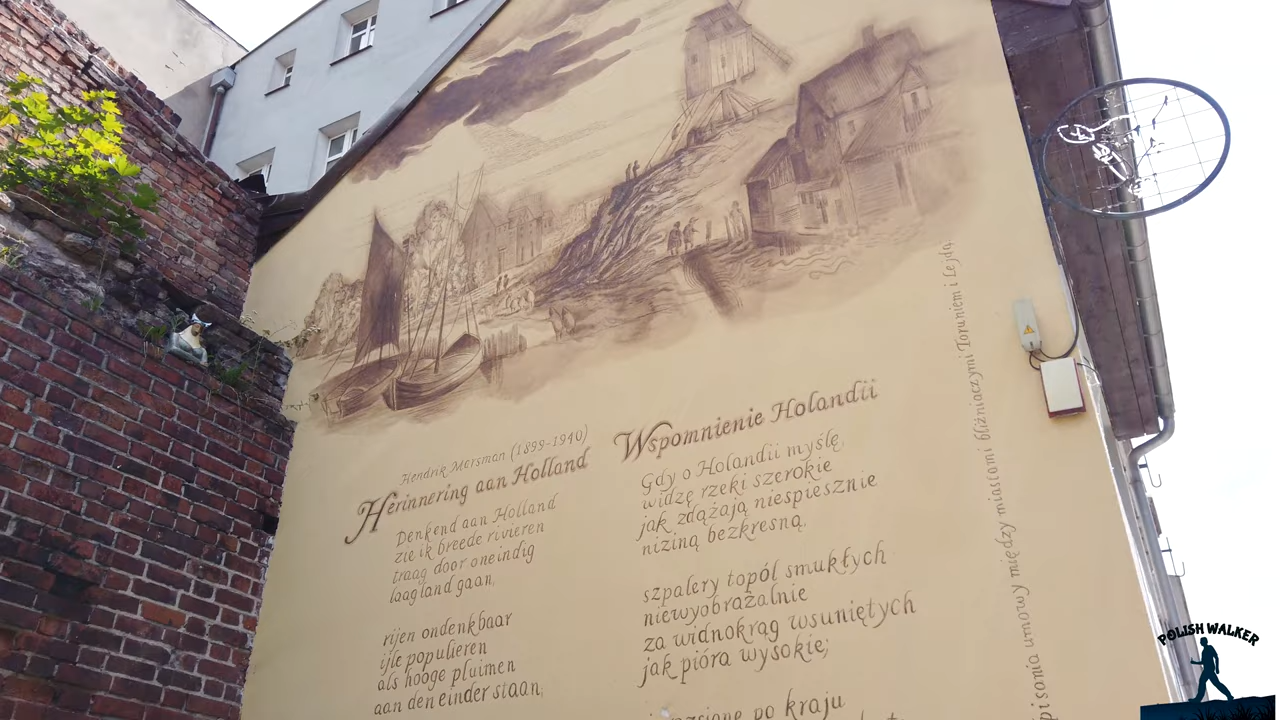 Hendrik Marsman (1899-1940)
Herinnering aan Holland
Denkend aan Holland
zie ik breede rivieren
traag door oneindig
laagland gaan,
rijen ondenkbaar
ijle populieren
als hooge pluimen
aan den einder staan,
Wspomnienie Holandii
Gdy o Holandii myślę,
widzę rzeki szerokie
jak zdążają niespiesznie
niziną bezkresną,
szpalery topól smukłych
niewyobrażalnie
za widnokrąg wsuniętych
jak pióra wysokie;
po kraju
pisania umowy między miastami bliźniaczymi Toruniem i Lejdą
POLISH WALKER